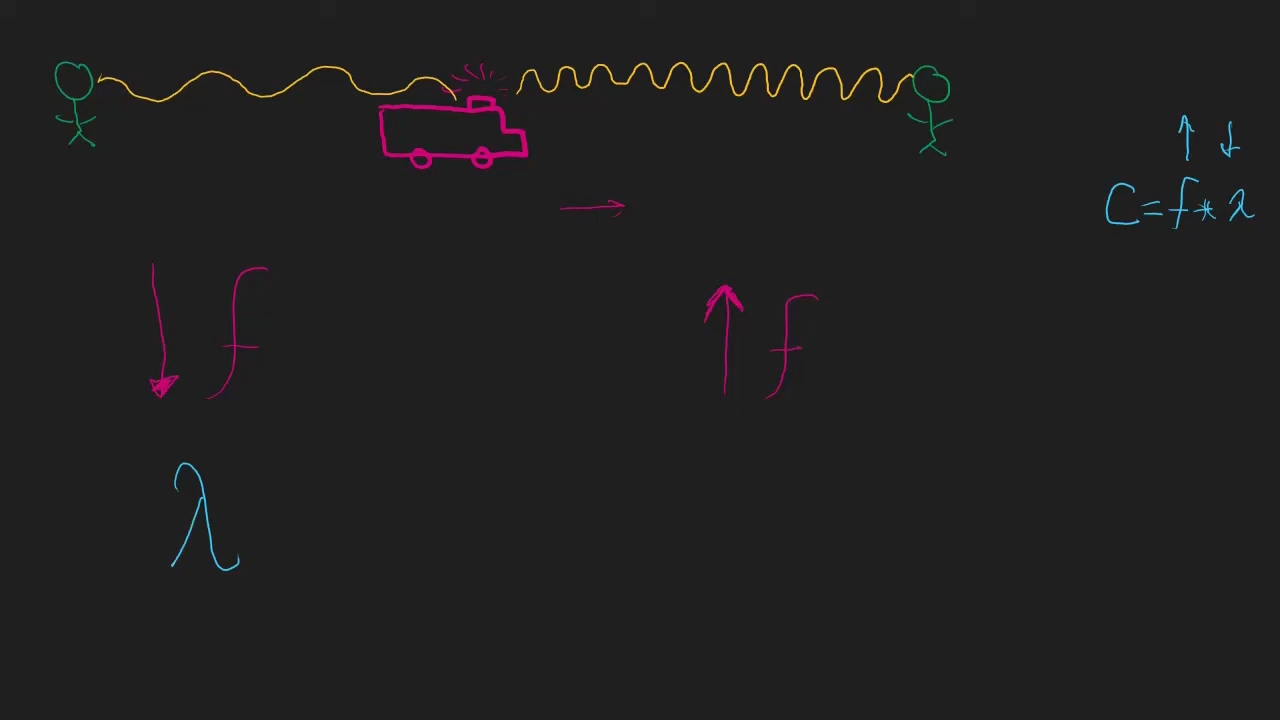 ↑ ↓
C = f * λ
↓ f
↑ f
λ